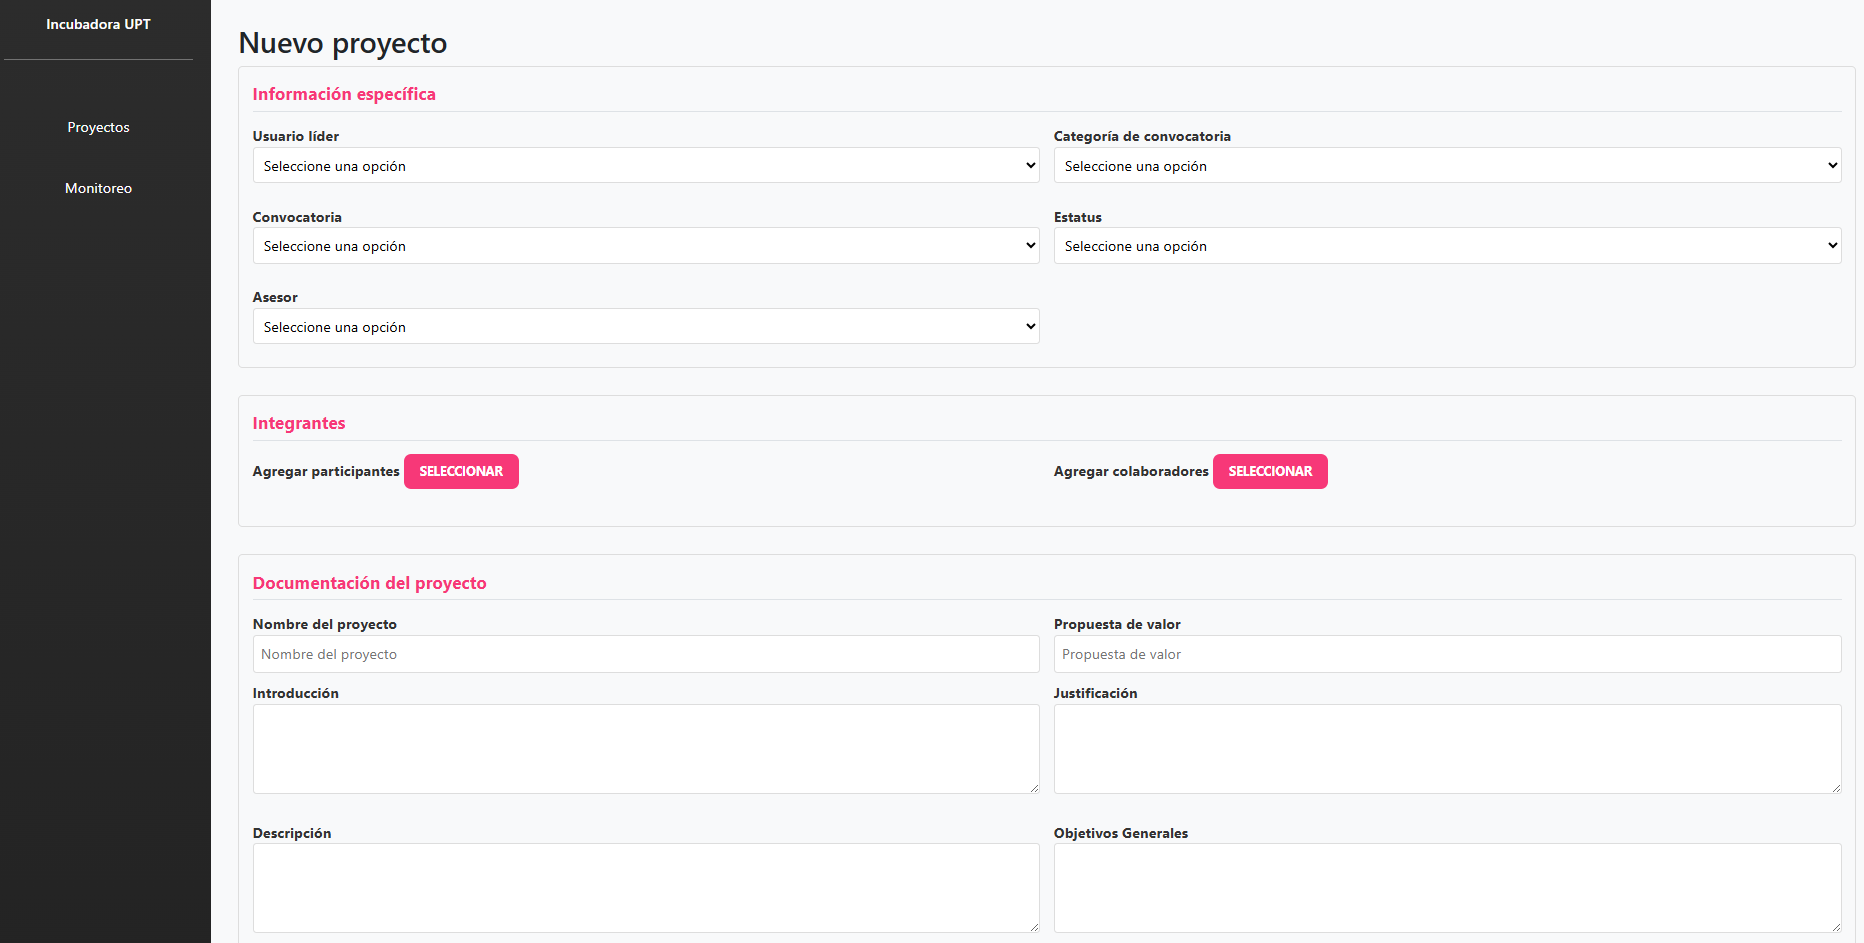 Incubadora UPT
Proyectos
Monitoreo
Nuevo proyecto
Información específica
Usuario líder
Categoría de convocatoria
Seleccione una opción
Seleccione una opción
Convocatoria
Estatus
Seleccione una opción
Seleccione una opción
Asesor
Seleccione una opción
Integrantes
Agregar participantes SELECCIONAR
Agregar colaboradores SELECCIONAR
Documentación del proyecto
Nombre del proyecto
Propuesta de valor
Nombre del proyecto
Propuesta de valor
Introducción
Justificación
Descripción
Objetivos Generales